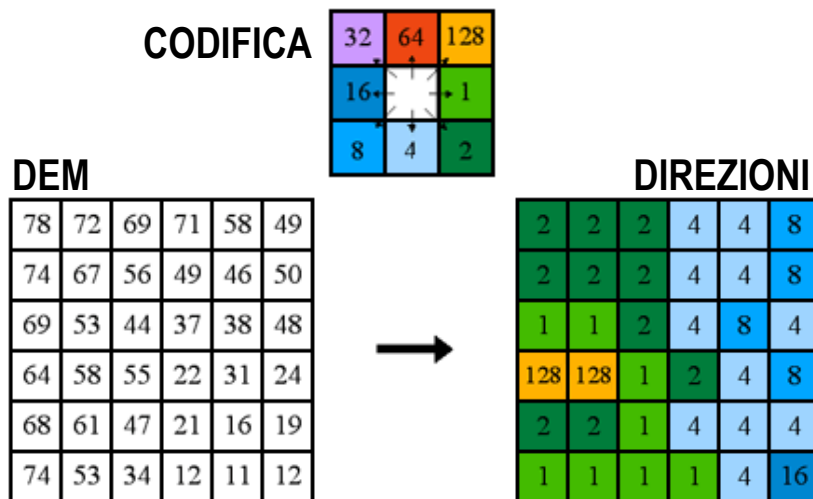 CODIFICA
32 64 128
16 1
8 4 2
DEM
78 72 69 71 58 49
74 67 56 49 46 50
69 53 44 37 38 48
64 58 55 22 31 24
68 61 47 21 16 19
74 53 34 12 11 12
DIREZIONI
2 2 2 4 4 8
2 2 2 4 4 8
1 1 2 4 8 4
128 128 1 2 4 8
2 2 1 4 4 4
1 1 1 1 4 16